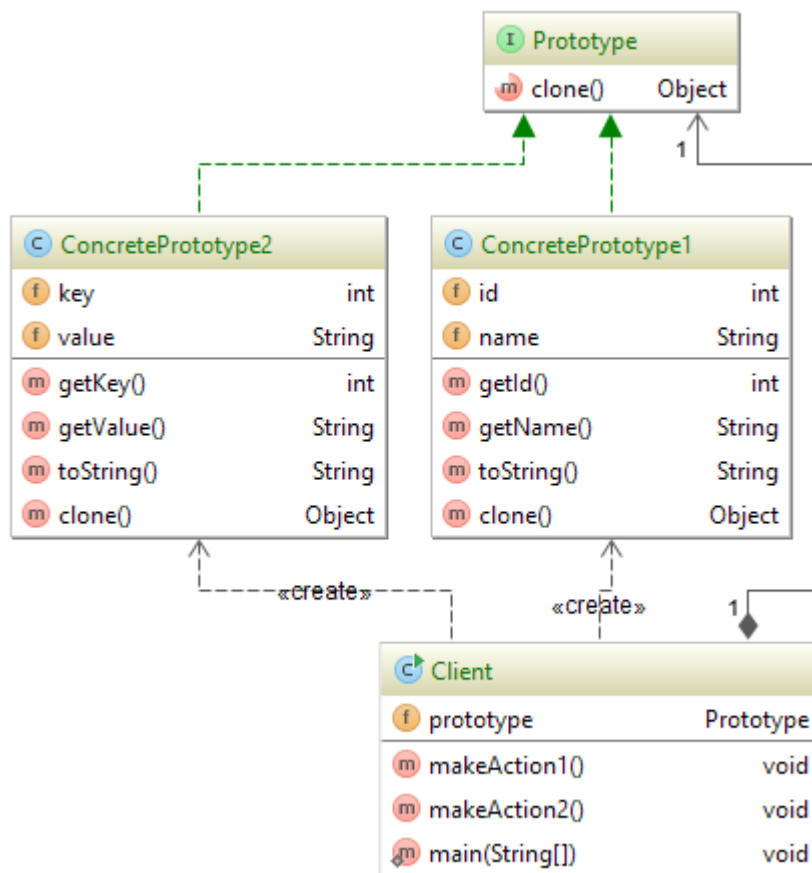 I Prototype
m clone() Object
1
C ConcretePrototype2
f key int
f value String
m getKey() int
m getValue() String
m toString() String
m clone() Object
C ConcretePrototype1
f id int
f name String
m getId() int
m getName() String
m toString() String
m clone() Object
«create»
«create»
1
C Client
f prototype Prototype
m makeAction1() void
m makeAction2() void
m main(String[]) void